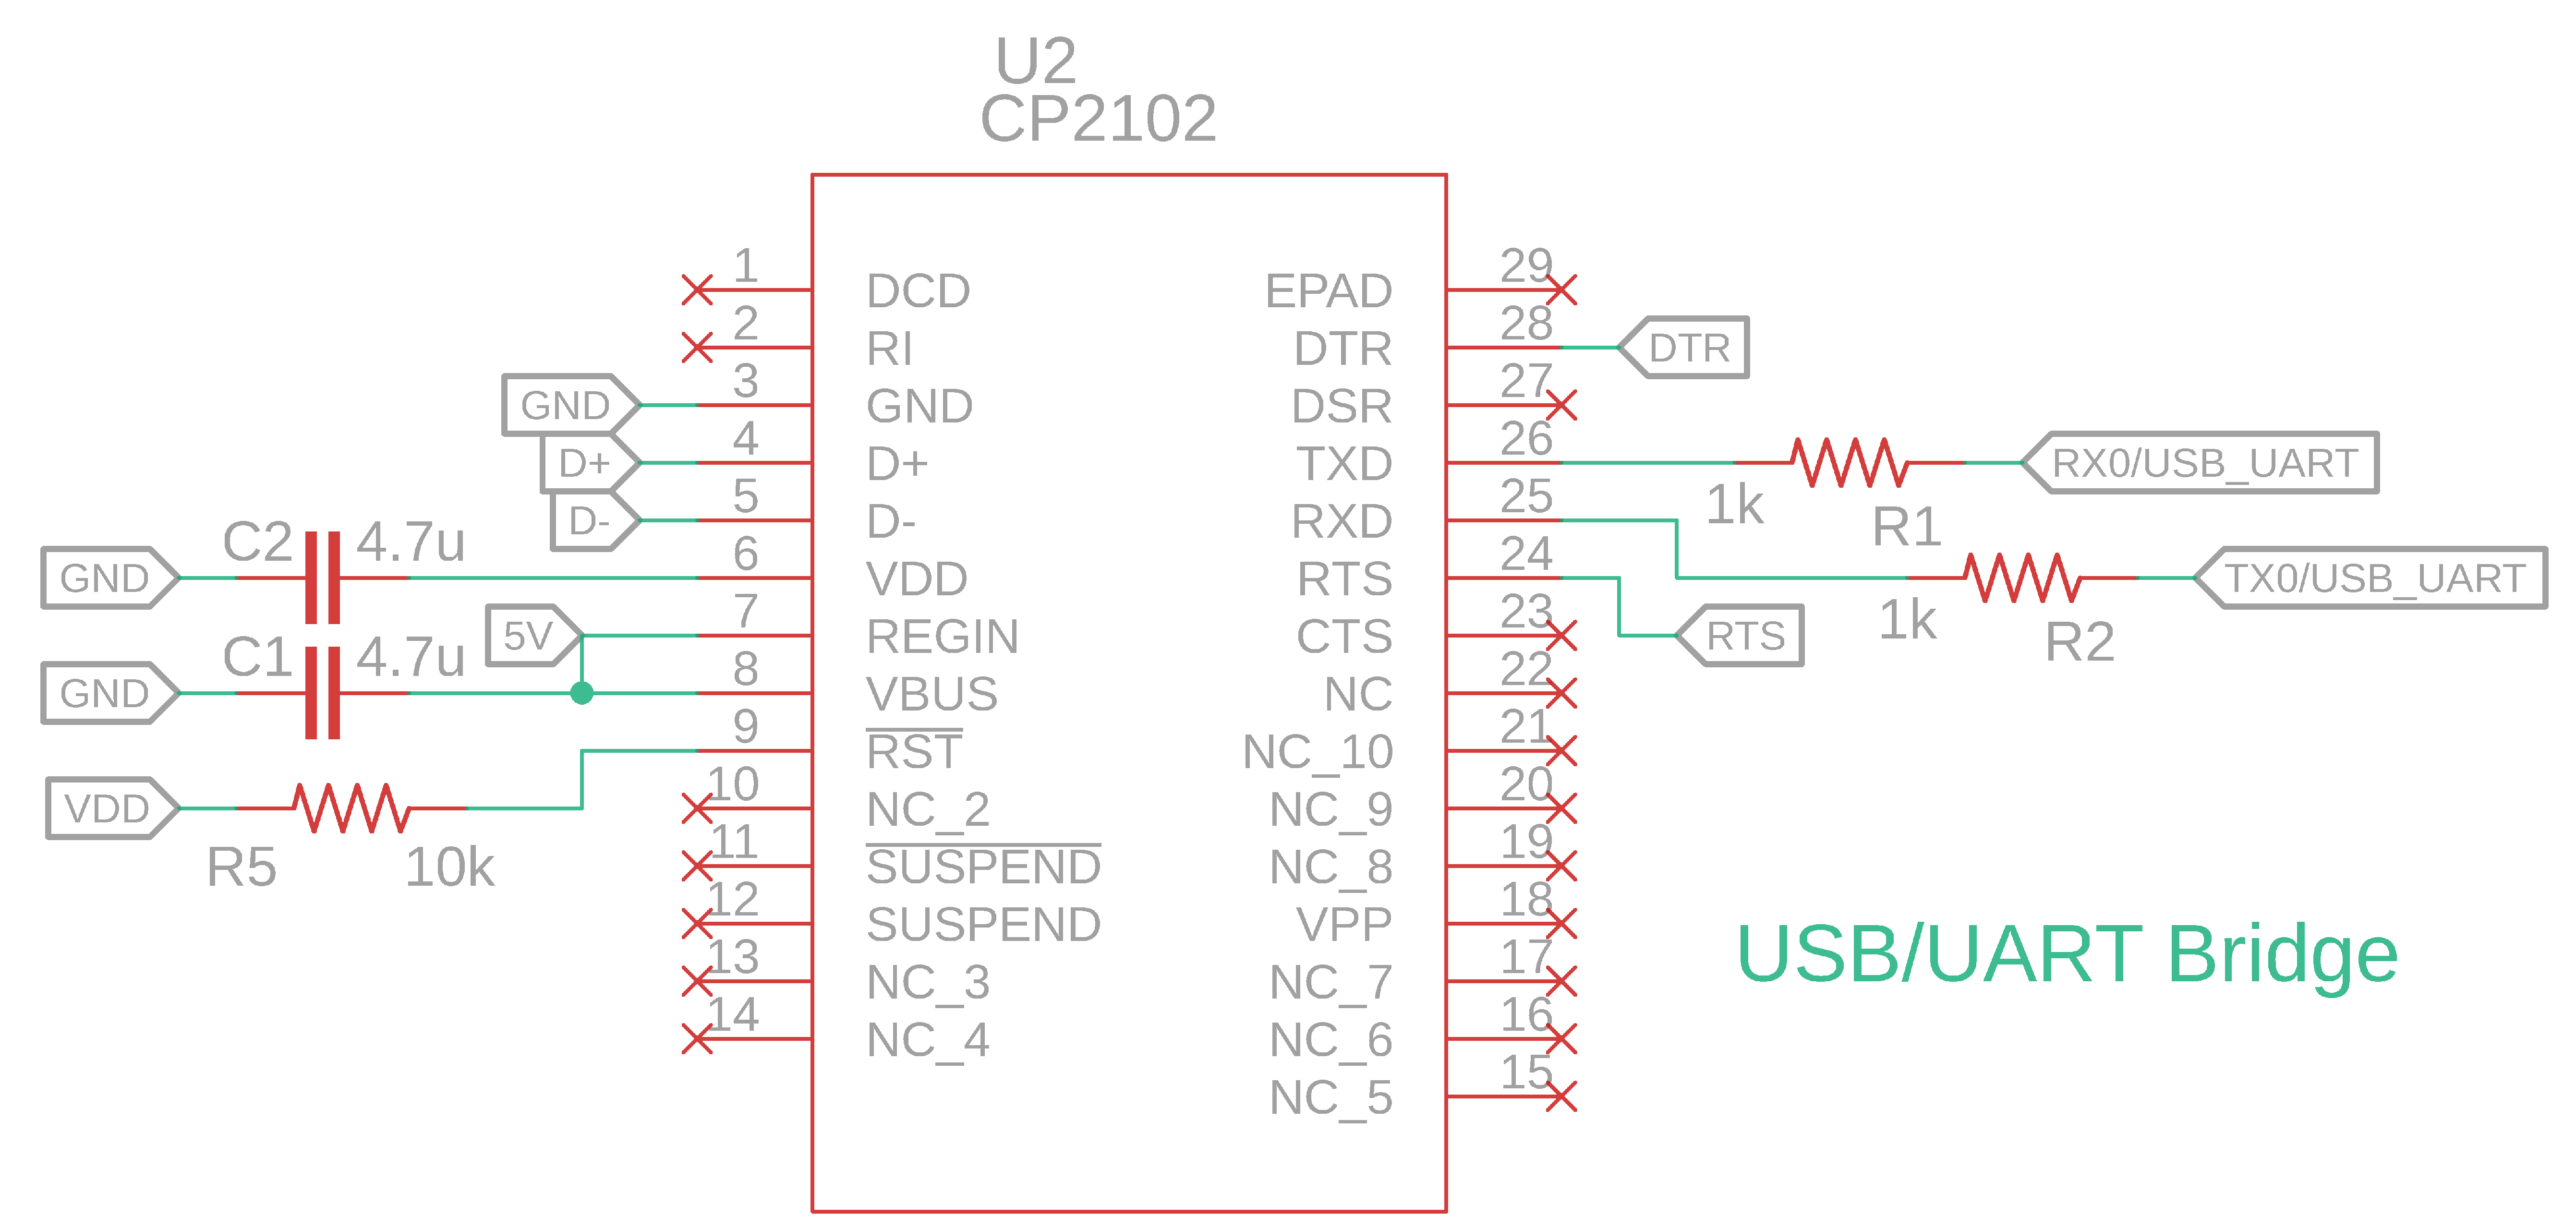 U2
CP2102
1 DCD EPAD 29
2 RI DTR 28 DTR
GND 3 GND DSR 27
D+ 4 D+ TXD 26 1k R1 RX0/USB_UART
D- 5 D- RXD 25
GND C2 4.7u 6 VDD RTS 24 1k R2 TX0/USB_UART
5V 7 REGIN CTS 23 RTS
GND C1 4.7u 8 VBUS NC 22
9 RST NC_10 21
VDD R5 10k 10 NC_2 NC_9 20
11 SUSPEND NC_8 19
12 SUSPEND VPP 18
13 NC_3 NC_7 17
14 NC_4 NC_6 16
NC_5 15
USB/UART Bridge